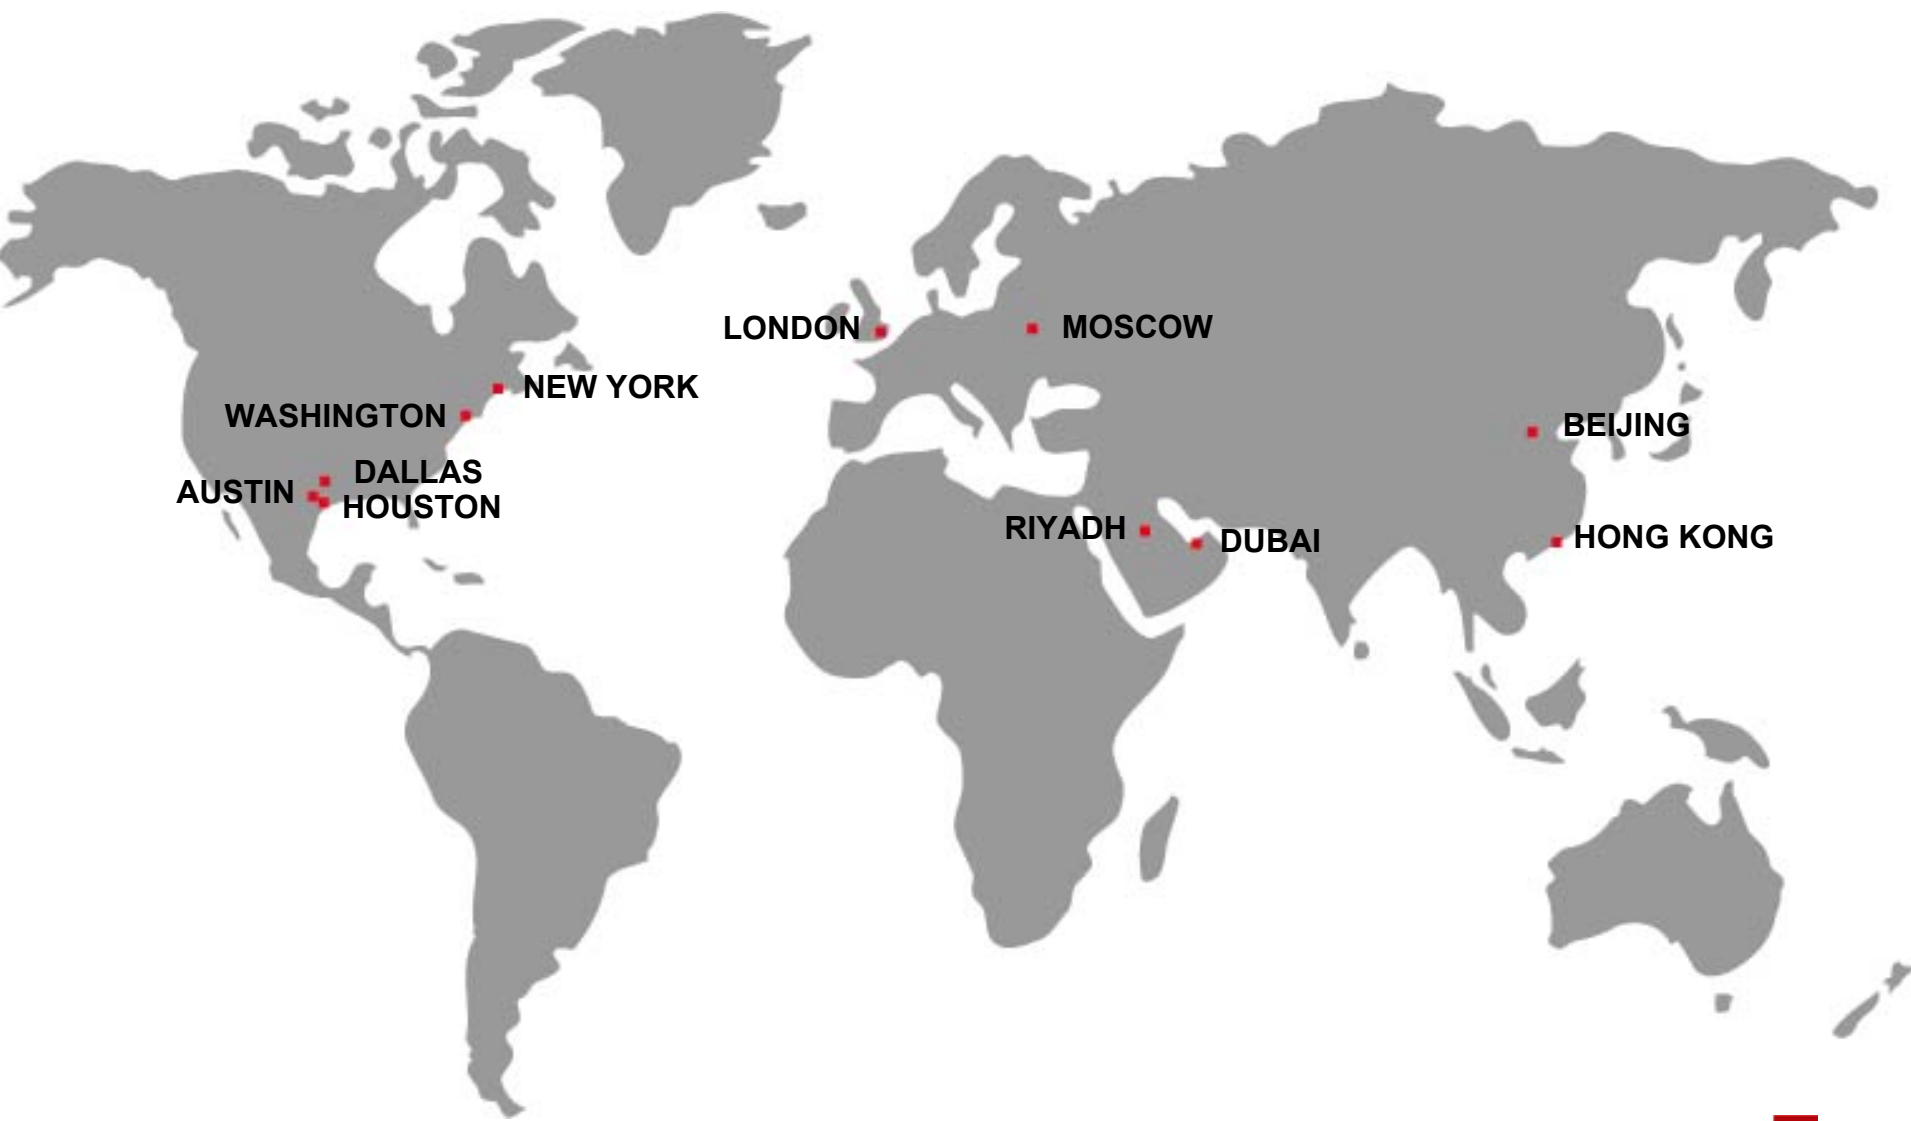 LONDON
MOSCOW
NEW YORK
WASHINGTON
BEIJING
DALLAS
AUSTIN
HOUSTON
RIYADH
DUBAI
HONG KONG